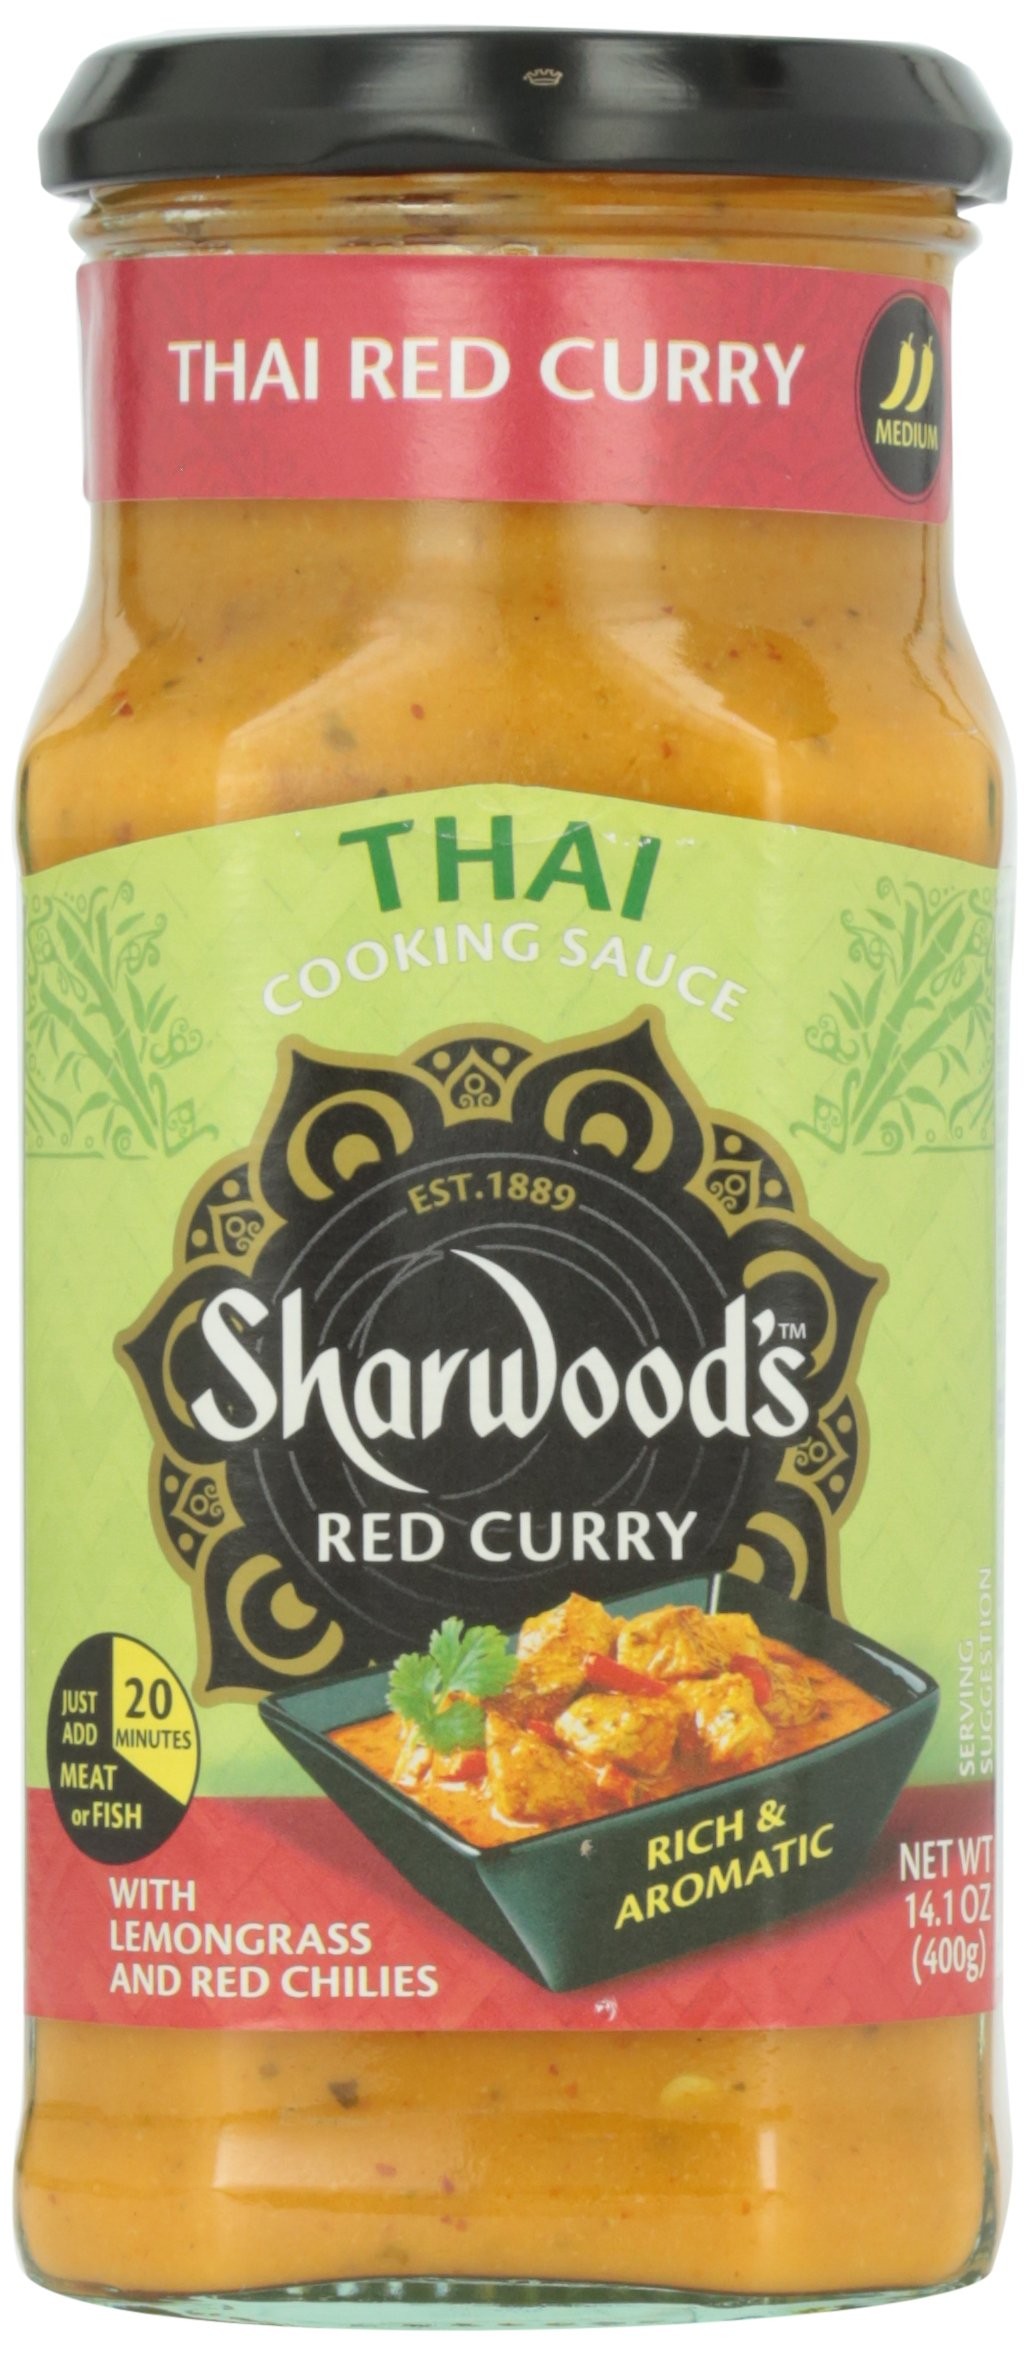 THAI RED CURRY
MEDIUM
THAI
COOKING SAUCE
EST.1889
Sharwood's™
RED CURRY
JUST
ADD
20
MINUTES
MEAT
or FISH
SERVING
SUGGESTION
RICH &
AROMATIC
WITH
LEMONGRASS
AND RED CHILIES
NET WT
14.1 OZ
(400g)